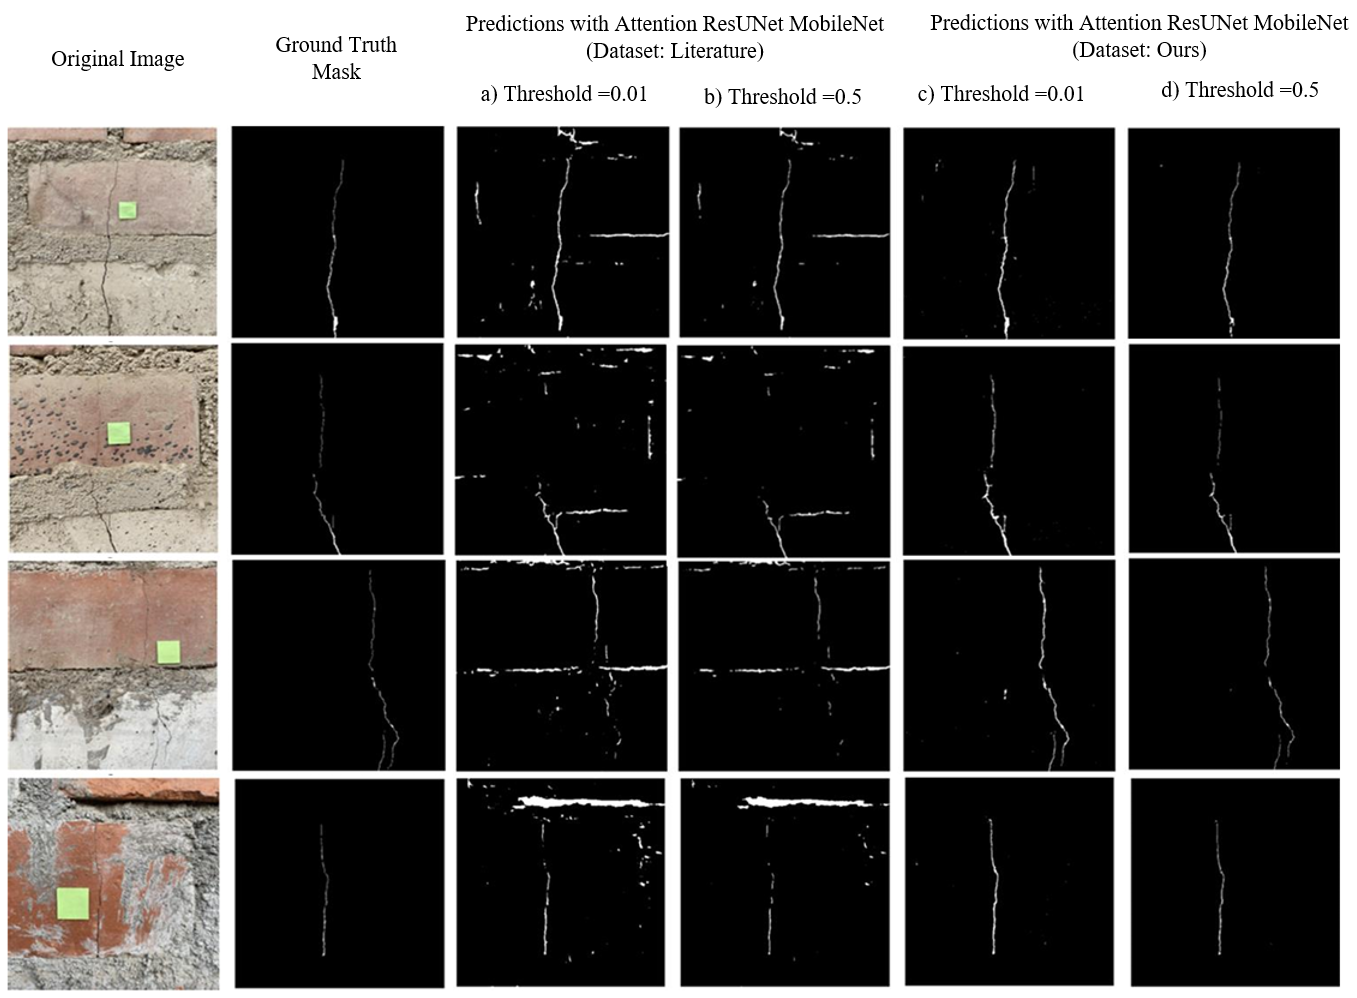 Original Image
Ground Truth
Mask
Predictions with Attention ResUNet MobileNet
(Dataset: Literature)
a) Threshold =0.01
b) Threshold =0.5
Predictions with Attention ResUNet MobileNet
(Dataset: Ours)
c) Threshold =0.01
d) Threshold =0.5